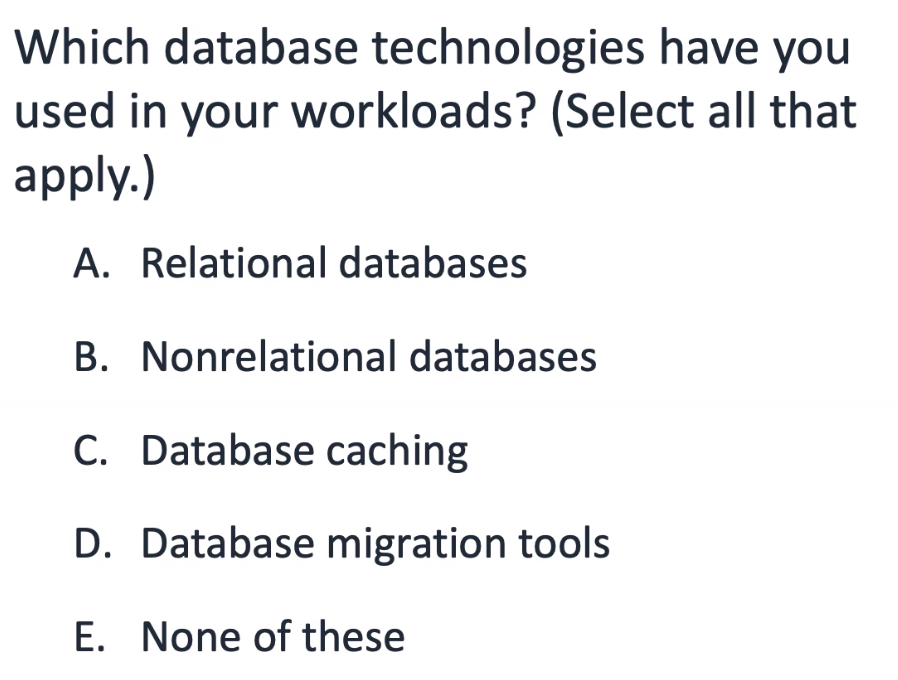 Which database technologies have you
used in your workloads? (Select all that
apply.)
A. Relational databases
B. Nonrelational databases
C. Database caching
D. Database migration tools
E. None of these